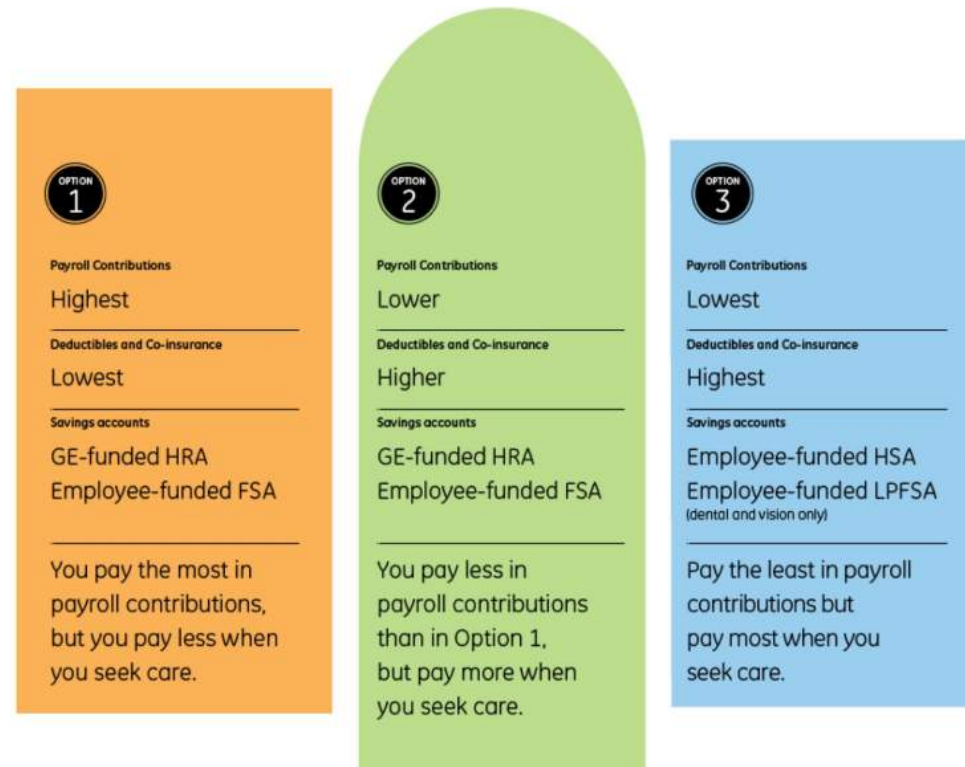 OPTION
1
Payroll Contributions
Highest
Deductibles and Co-insurance
Lowest
Savings accounts
GE-funded HRA
Employee-funded FSA
You pay the most in
payroll contributions,
but you pay less when
you seek care.
OPTION
2
Payroll Contributions
Lower
Deductibles and Co-insurance
Higher
Savings accounts
GE-funded HRA
Employee-funded FSA
You pay less in
payroll contributions
than in Option 1,
but pay more when
you seek care.
OPTION
3
Payroll Contributions
Lowest
Deductibles and Co-insurance
Highest
Savings accounts
Employee-funded HSA
Employee-funded LPFSA
(dental and vision only)
Pay the least in payroll
contributions but
pay most when you
seek care.